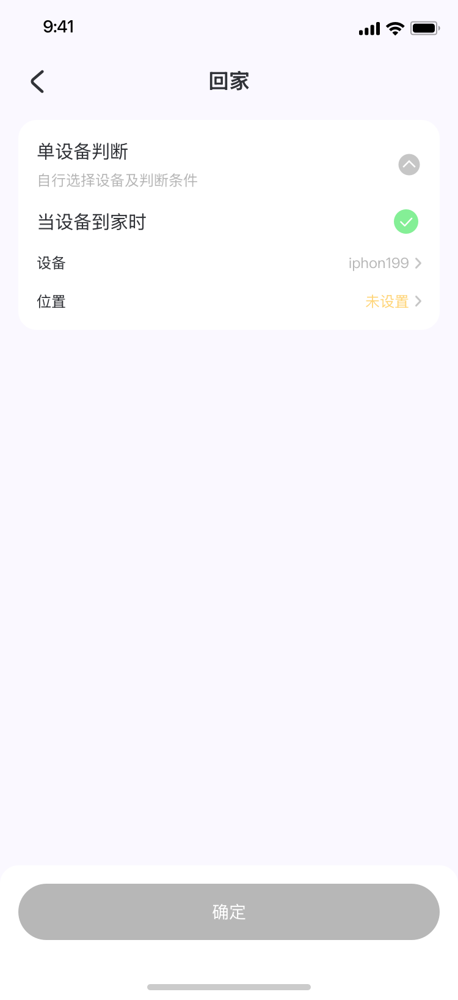 9:41
回家
单设备判断
自行选择设备及判断条件
当设备到家时
设备 iphon199
位置 未设置
确定